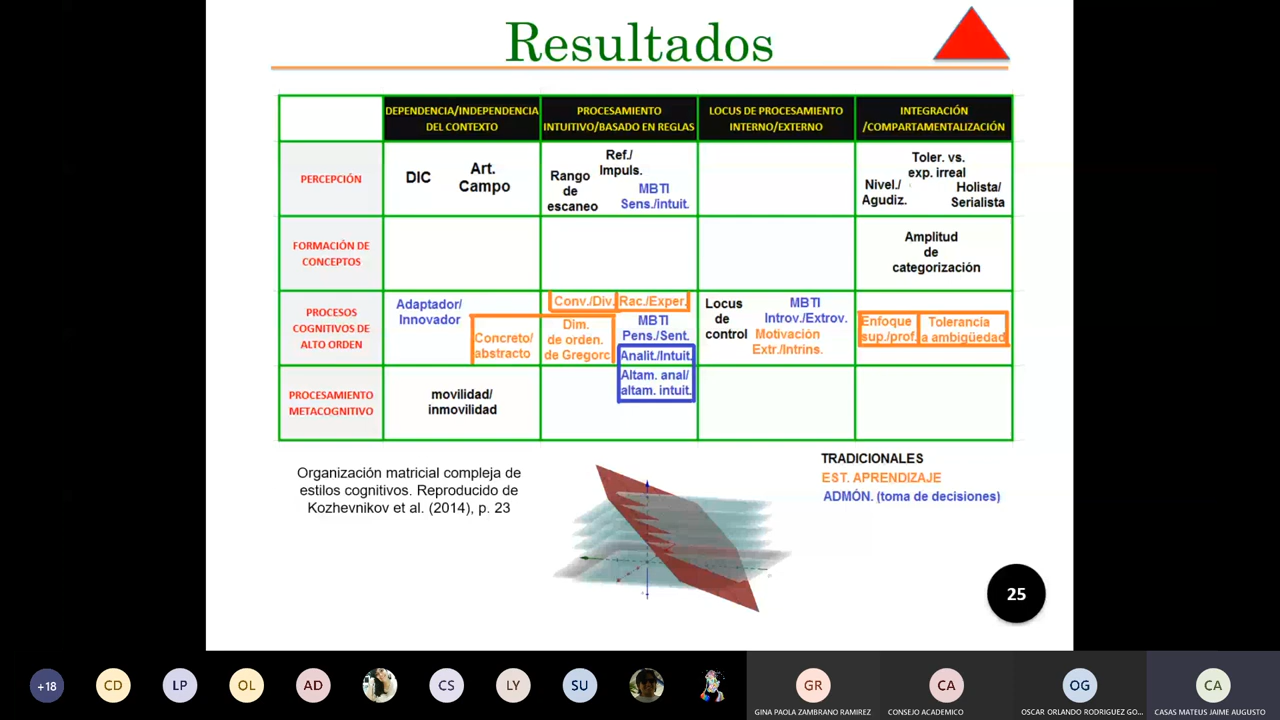 Resultados
DEPENDENCIA/INDEPENDENCIA
DEL CONTEXTO
PROCESAMIENTO
INTUITIVO/BASADO EN REGLAS
LOCUS DE PROCESAMIENTO
INTERNO/EXTERNO
INTEGRACIÓN
/COMPARTAMENTALIZACIÓN
PERCEPCIÓN
DIC
Art.
Campo
Ref./
Impuls.
Rango
de
escaneo
MBTI
Sens./intuit.
Toler. vs.
exp. irreal
Nivel./
Agudiz.
Holista/
Serialista
FORMACIÓN DE
CONCEPTOS
Amplitud
de
categorización
PROCESOS
COGNITIVOS DE
ALTO ORDEN
Adaptador/
Innovador
Concreto/
abstracto
Conv./Div.
Rac./Exper.
Dim.
de orden.
de Gregorc
MBTI
Pens./Sent.
Analit./Intuit.
Locus
de
control
MBTI
Introv./Extrov.
Motivación
Extr./Intrins.
Enfoque
sup./prof.
Tolerancia
a ambigüedad
PROCESAMIENTO
METACOGNITIVO
movilidad/
inmovilidad
Altam. anal/
altam. intuit.
Organización matricial compleja de
estilos cognitivos. Reproducido de
Kozhevnikov et al. (2014), p. 23
TRADICIONALES
EST. APRENDIZAJE
ADMÓN. (toma de decisiones)
25
+18
CD
LP
OL
AD
CS
LY
SU
GR
GINA PAOLA ZAMBRANO RAMIREZ
CA
CONSEJO ACADEMICO
OG
OSCAR ORLANDO RODRIGUEZ GO...
CA
CASAS MATEUS JAIME AUGUSTO